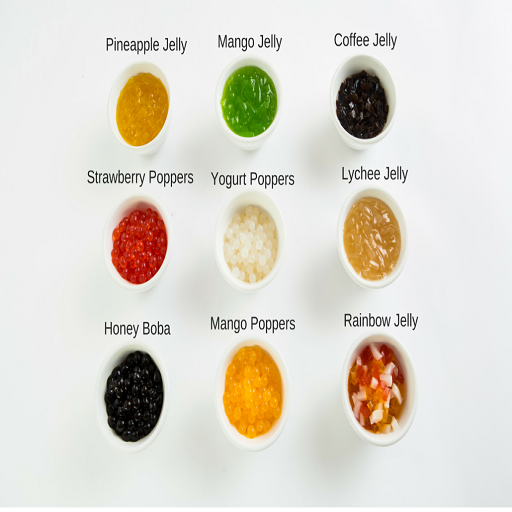 Pineapple Jelly
Mango Jelly
Coffee Jelly
Strawberry Poppers
Yogurt Poppers
Lychee Jelly
Honey Boba
Mango Poppers
Rainbow Jelly